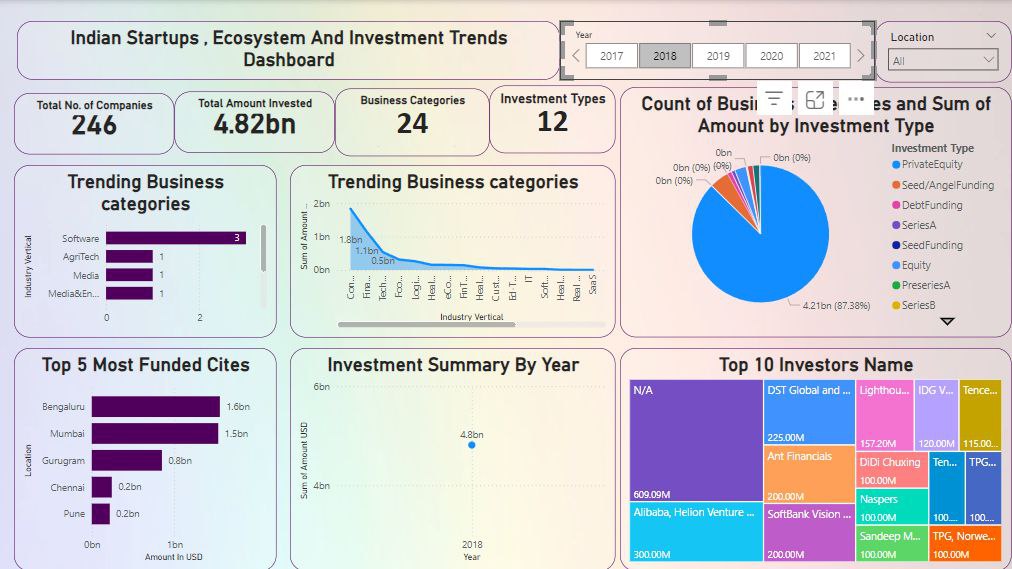 Indian Startups , Ecosystem And Investment Trends
Dashboard
Year
2017
2018
2019
2020
2021
Location
All
Total No. of Companies
246
Total Amount Invested
4.82bn
Business Categories
24
Investment Types
12
Count of Busin
es and Sum of
Amount by Investment Type
0bn
0bn (0%)
0bn (0%)
(0%)
0bn (0%)
4.21bn (87.38%)
Investment Type
PrivateEquity
Seed/AngelFunding
DebtFunding
SeriesA
SeedFunding
Equity
PreseriesA
SeriesB
Trending Business
categories
Industry Vertical
Software
3
AgriTech
1
Media
1
Media&En...
1
0
2
Trending Business categories
Sum of Amount ...
2bn
1bn
0bn
1.8bn
1.1bn
0.5bn
Con...
Fina...
Tech...
Foo...
Logi...
Heal...
eCo...
FinT...
Heal...
Cust...
Ed-T...
IT
Soft...
Heal...
Real ...
SaaS
Industry Vertical
Top 5 Most Funded Cites
Location
Bengaluru
1.6bn
Mumbai
1.5bn
Gurugram
0.8bn
Chennai
0.2bn
Pune
0.2bn
0bn
1bn
Amount In USD
Investment Summary By Year
Sum of Amount USD
6bn
4bn
4.8bn
2018
Year
Top 10 Investors Name
N/A
609.09M
Alibaba, Helion Venture ...
300.00M
DST Global and ...
225.00M
Ant Financials
200.00M
SoftBank Vision ...
200.00M
Lighthou...
157.20M
IDG V...
120.00M
Tence...
115.00...
DiDi Chuxing
100.00M
Naspers
100.00M
Sandeep M...
100.00M
Ten...
100....
TPG...
100....
TPG, Norwe...
100.00M